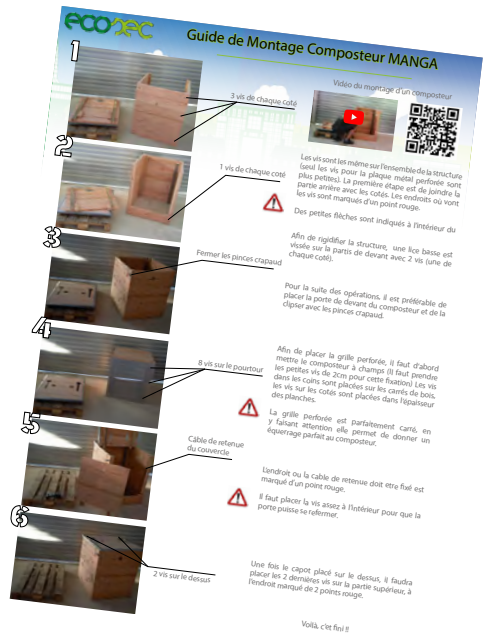 ecozec
Guide de Montage Composteur MANGA
1
3 vis de chaque coté
Vidéo du montage d'un composteur
Les vis sont les même sur l'ensemble de la structure
(seul les vis pour la plaque métal perforée sont
plus petites). La première étape est de joindre la
partie arrière avec les cotés. Les endroits où vont
les vis sont marqués d'un point rouge.
2
1 vis de chaque coté
Des petites flêches sont indiqués à l'intérieur du
3
Afin de rigidifier la structure, une lice basse est
vissée sur la partis de devant avec 2 vis (une de
chaque coté).
Fermer les pinces crapaud
Pour la suite des opérations, il est préférable de
placer la porte de devant du composteur et de la
clipser avec les pinces crapaud.
4
8 vis sur le pourtour
Afin de placer la grille perforée, il faut d'abord
mettre le composteur à champs (il faut prendre
les petites vis de 2cm pour cette fixation) Les vis
dans les coins sont placées sur les carrés de bois,
les vis sur les cotés sont placées dans l'épaisseur
des planches.
La grille perforée est parfaitement carré, en
y faisant attention elle permet de donner un
équerrage parfait au composteur.
5
Câble de retenue
du couvercle
L'endroit ou la cable de retenue doit etre fixé est
marqué d'un point rouge.
Il faut placer la vis assez à l'intérieur pour que la
porte puisse se refermer.
6
2 vis sur le dessus
Une fois le capot placé sur le dessus, il faudra
placer les 2 dernières vis sur la partie supérieur, à
l'endroit marqué de 2 points rouge.
Voilà, c'et fini !!